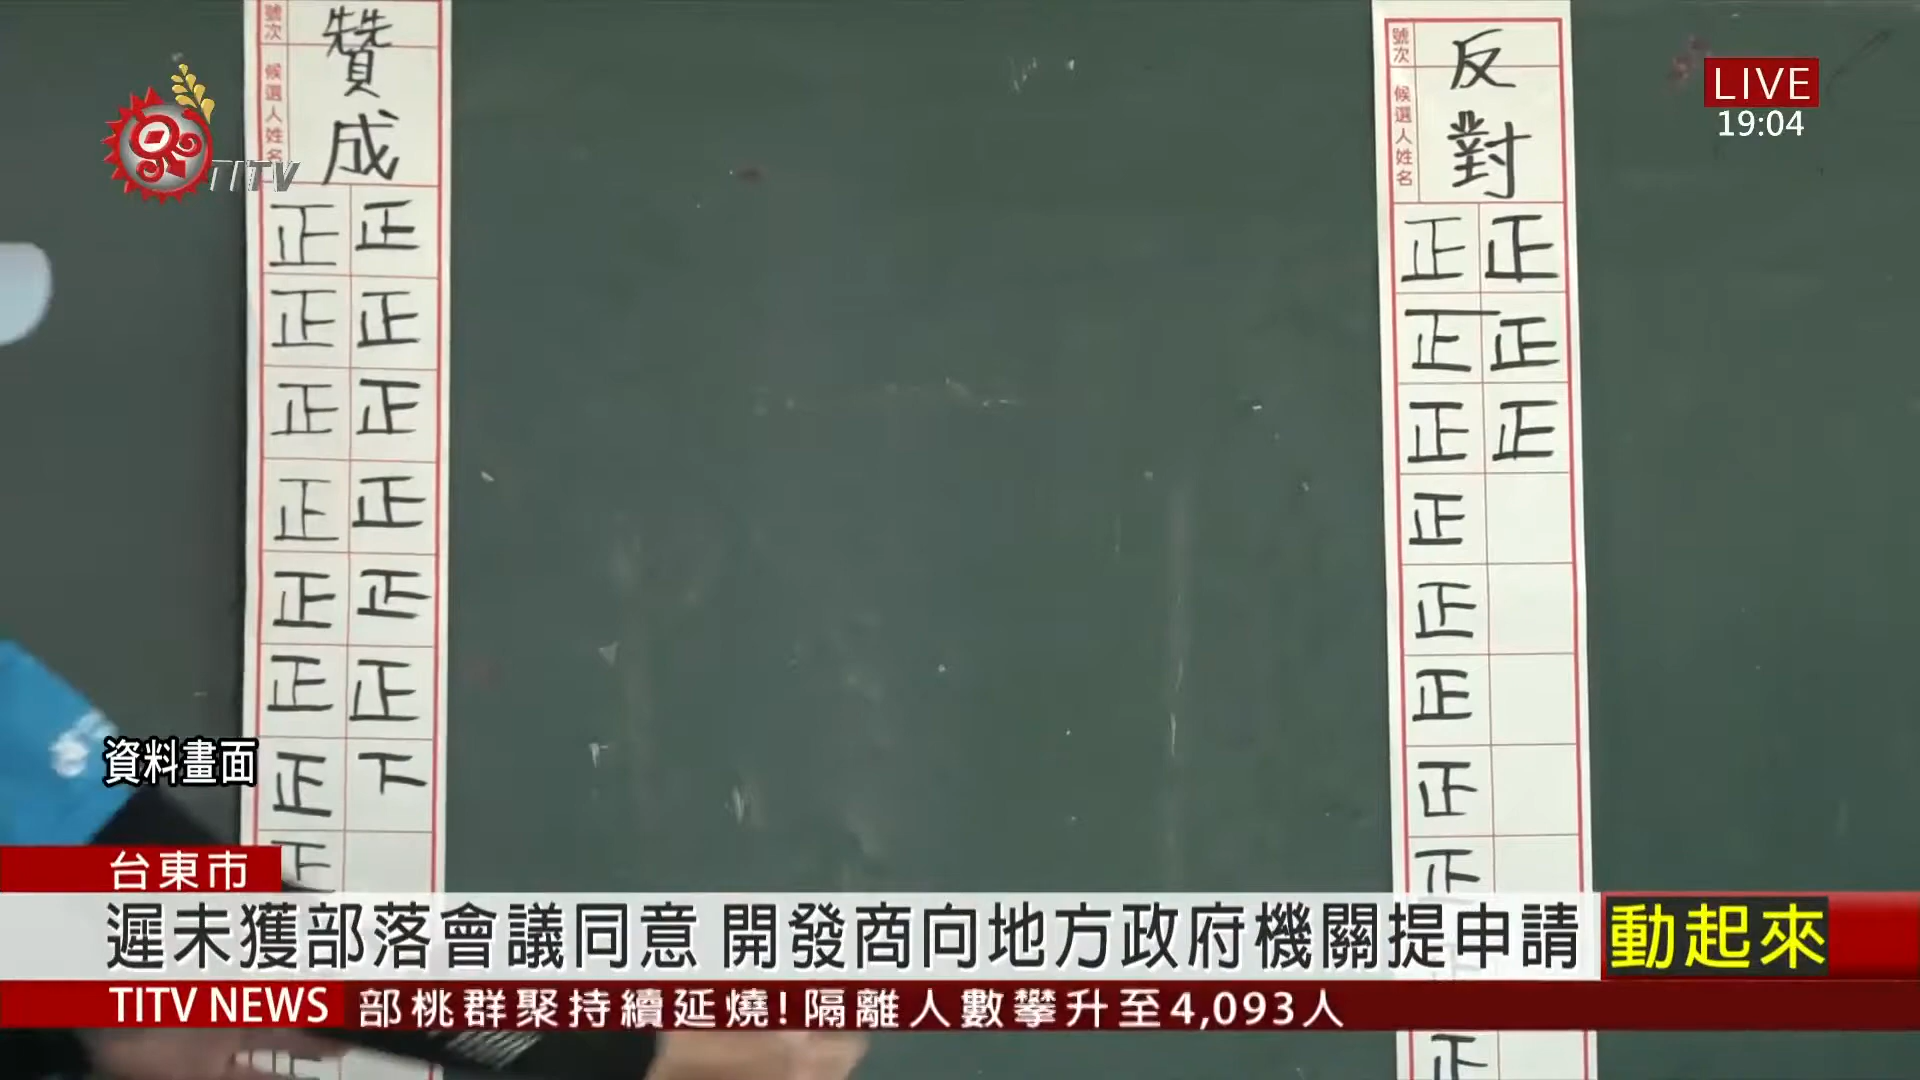 號次
贊成
候選人姓名
正 正
正 正
正 正
正 正
正 正
正 正
正 下
正
號次
反對
候選人姓名
正 正
正 正
正 正
正
正
正
正
正
正
TITV
LIVE
19:04
資料畫面
台東市
遲未獲部落會議同意 開發商向地方政府機關提申請
動起來
TITV NEWS 部桃群聚持續延燒!隔離人數攀升至4,093人